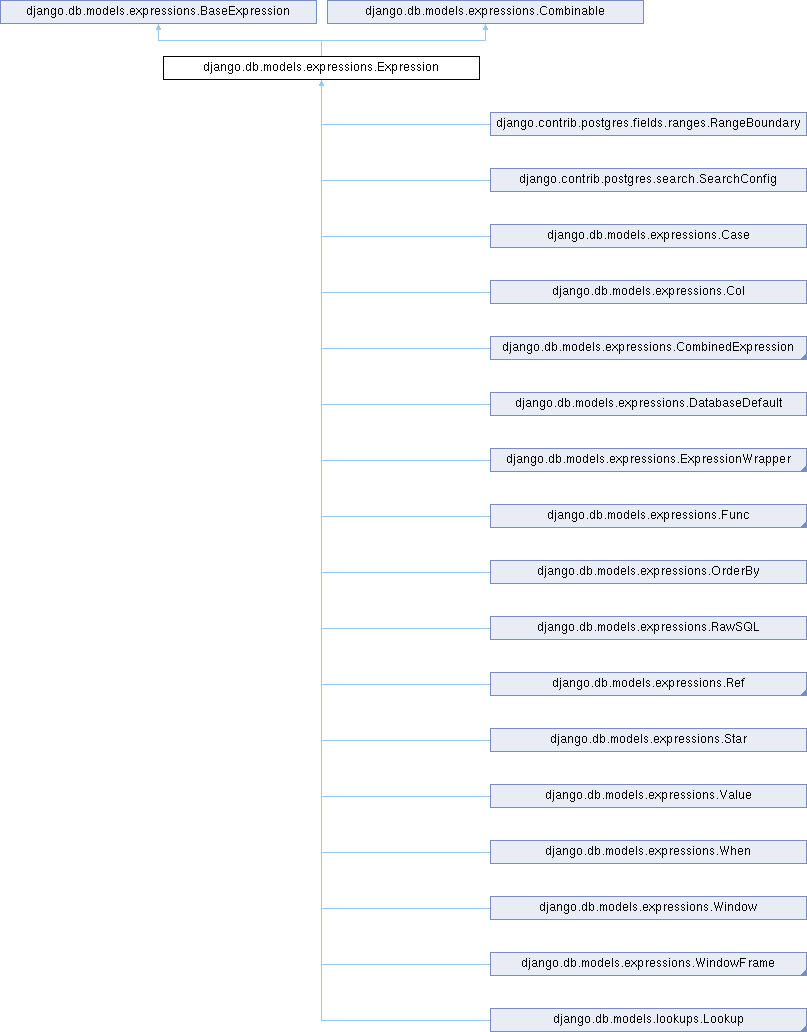 django.db.models.expressions.BaseExpression
django.db.models.expressions.Combinable
django.db.models.expressions.Expression
django.contrib.postgres.fields.ranges.RangeBoundary
django.contrib.postgres.search.SearchConfig
django.db.models.expressions.Case
django.db.models.expressions.Col
django.db.models.expressions.CombinedExpression
django.db.models.expressions.DatabaseDefault
django.db.models.expressions.ExpressionWrapper
django.db.models.expressions.Func
django.db.models.expressions.OrderBy
django.db.models.expressions.RawSQL
django.db.models.expressions.Ref
django.db.models.expressions.Star
django.db.models.expressions.Value
django.db.models.expressions.When
django.db.models.expressions.Window
django.db.models.expressions.WindowFrame
django.db.models.lookups.Lookup